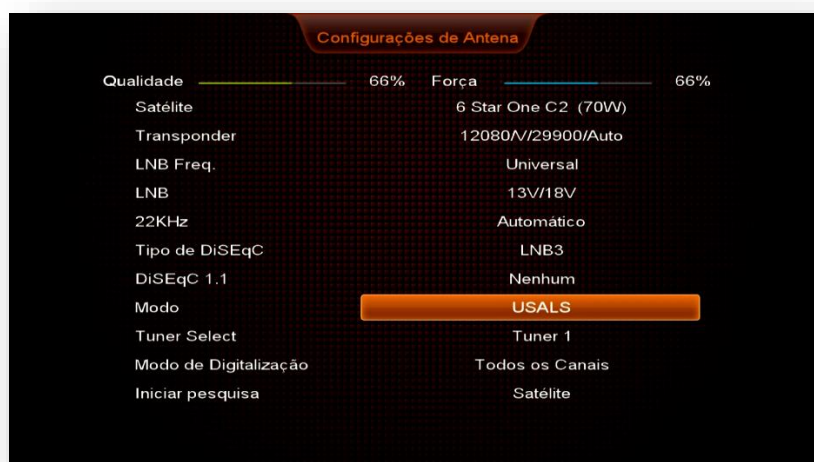 Configurações de Antena
Qualidade 66% Força 66%
Satélite 6 Star One C2 (70W)
Transponder 12080/V/29900/Auto
LNB Freq. Universal
LNB 13V/18V
22KHz Automático
Tipo de DiSEqC LNB3
DiSEqC 1.1 Nenhum
Modo USALS
Tuner Select Tuner 1
Modo de Digitalização Todos os Canais
Iniciar pesquisa Satélite